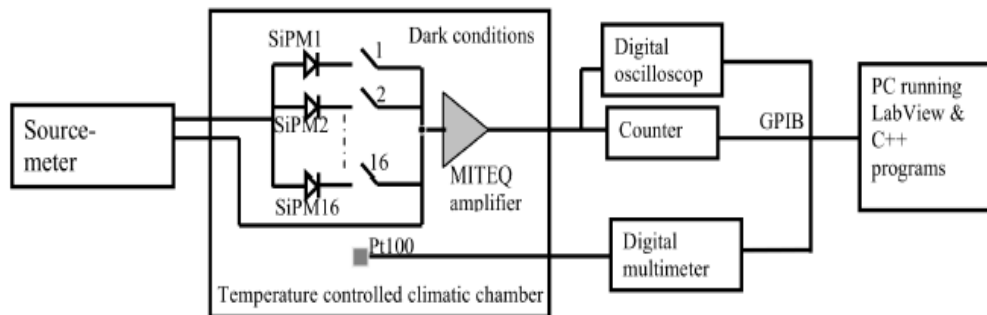 Source-
meter
SiPM1
SiPM2
SiPM16
1
2
16
Dark conditions
MITEQ
amplifier
Pt100
Temperature controlled climatic chamber
Digital
oscilloscop
Counter
GPIB
Digital
multimeter
PC running
LabView &
C++
programs